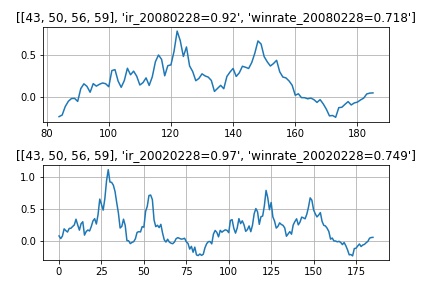 [[43, 50, 56, 59], 'ir_20080228=0.92', 'winrate_20080228=0.718']
0.5
0.0
80 100 120 140 160 180 200
[[43, 50, 56, 59], 'ir_20020228=0.97', 'winrate_20020228=0.749']
1.0
0.5
0.0
0 25 50 75 100 125 150 175